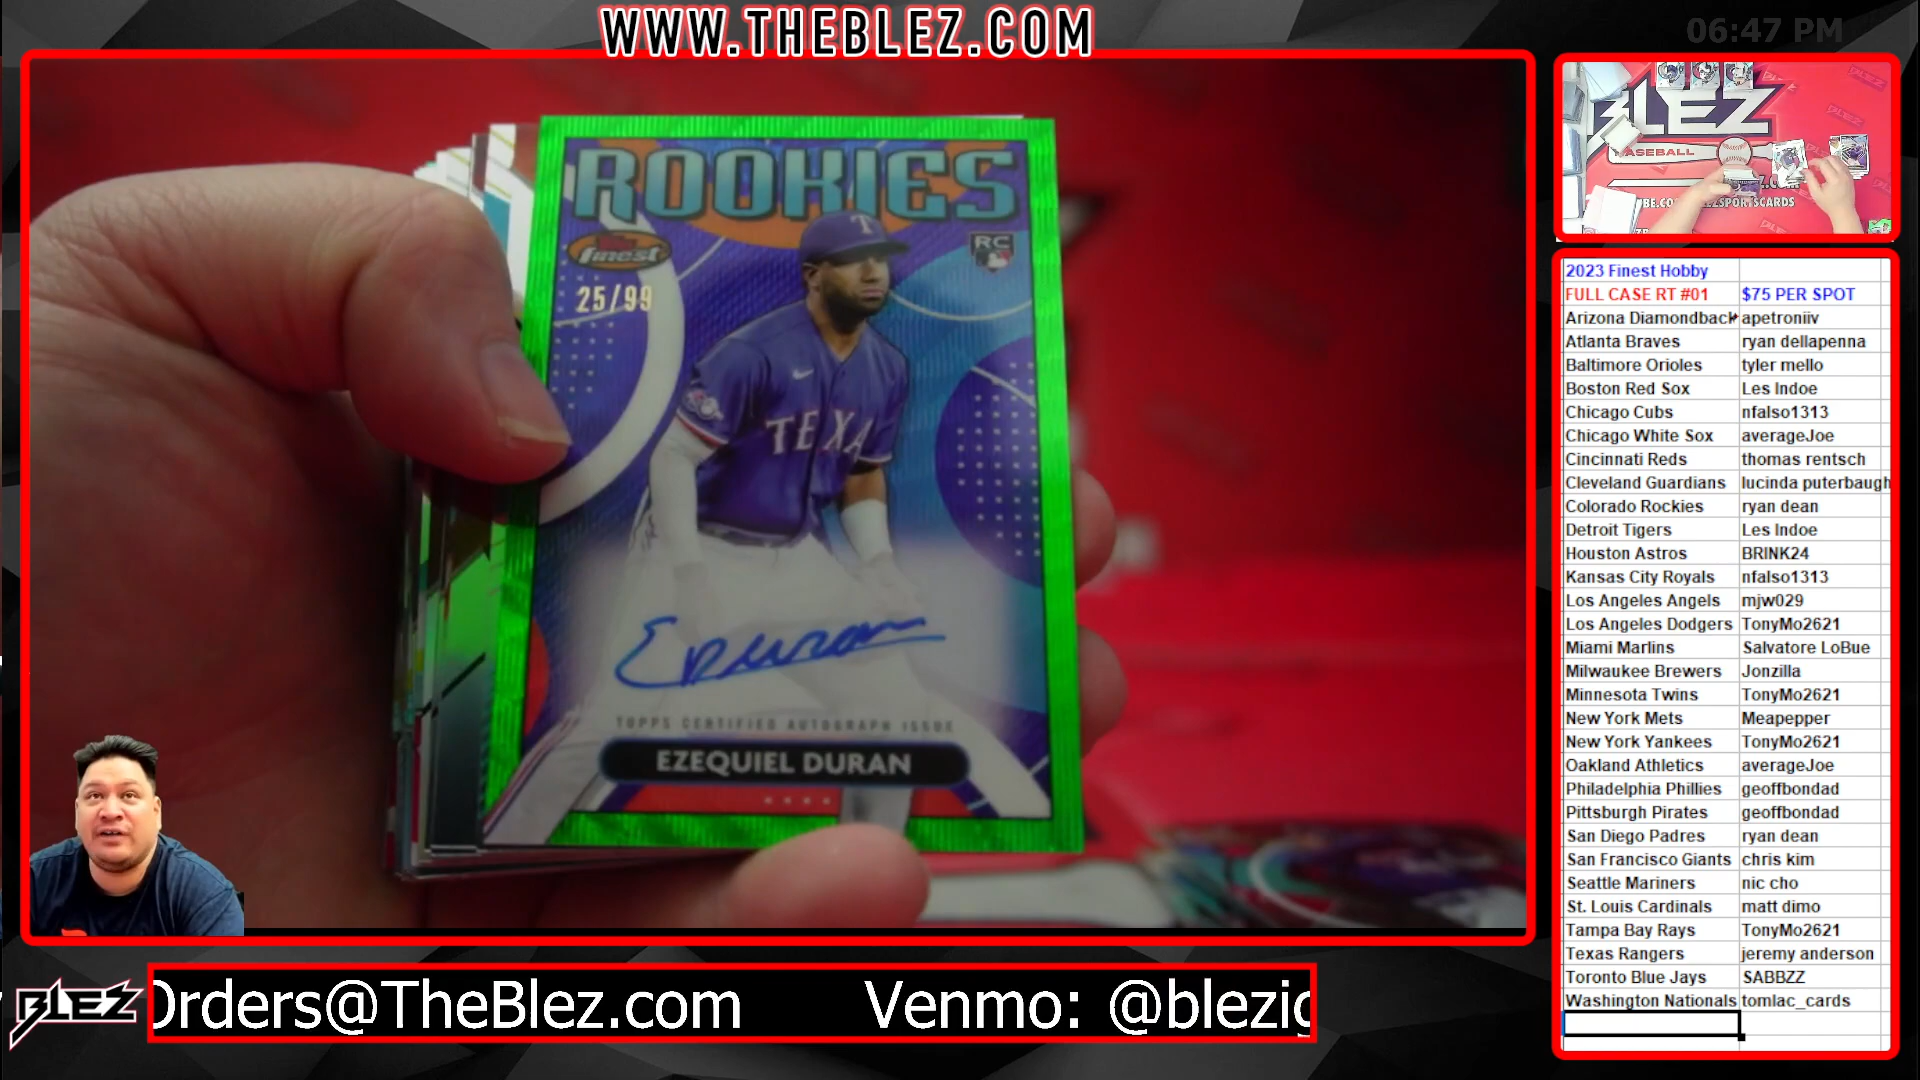 WWW.THEBLEZ.COM
06:47 PM
ROOKIES
finest
RC
25/99
TEXA
EDuran
TOPPS CERTIFIED AUTOGRAPH ISSUE
EZEQUIEL DURAN
BLEZ
BASEBALL
2023 Finest Hobby
FULL CASE RT #01 $75 PER SPOT
Arizona Diamondback apetroniiv
Atlanta Braves ryan dellapenna
Baltimore Orioles tyler mello
Boston Red Sox Les Indoe
Chicago Cubs nfalso1313
Chicago White Sox averageJoe
Cincinnati Reds thomas rentsch
Cleveland Guardians lucinda puterbaugh
Colorado Rockies ryan dean
Detroit Tigers Les Indoe
Houston Astros BRINK24
Kansas City Royals nfalso1313
Los Angeles Angels mjw029
Los Angeles Dodgers TonyMo2621
Miami Marlins Salvatore LoBue
Milwaukee Brewers Jonzilla
Minnesota Twins TonyMo2621
New York Mets Meapepper
New York Yankees TonyMo2621
Oakland Athletics averageJoe
Philadelphia Phillies geoffbondad
Pittsburgh Pirates geoffbondad
San Diego Padres ryan dean
San Francisco Giants chris kim
Seattle Mariners nic cho
St. Louis Cardinals matt dimo
Tampa Bay Rays TonyMo2621
Texas Rangers jeremy anderson
Toronto Blue Jays SABBZZ
Washington Nationals tomlac_cards
BLEZ
Orders@TheBlez.com Venmo: @blezig